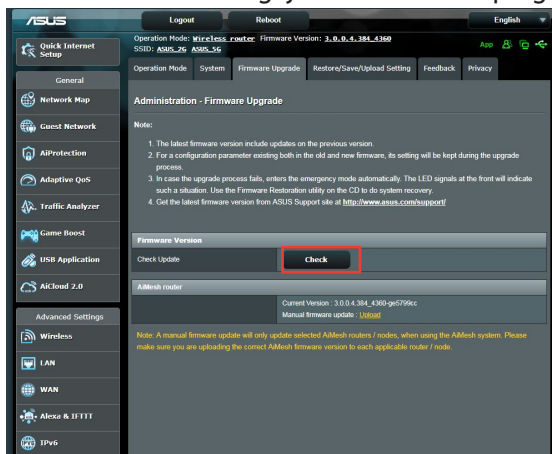 ASUS
Logout
Reboot
English
Quick Internet
Setup
Operation Mode: Wireless router Firmware Version: 3.0.0.4.384_4360
SSID: ASUS_2G ASUS_5G
App
Operation Mode
System
Firmware Upgrade
Restore/Save/Upload Setting
Feedback
Privacy
General
Network Map
Guest Network
AiProtection
Adaptive QoS
Traffic Analyzer
Game Boost
USB Application
AiCloud 2.0
Advanced Settings
Wireless
LAN
WAN
Alexa & IFTTT
IPv6
Administration - Firmware Upgrade
Note:
1. The latest firmware version include updates on the previous version.
2. For a configuration parameter existing both in the old and new firmware, its setting will be kept during the upgrade
process.
3. In case the upgrade process fails, enters the emergency mode automatically. The LED signals at the front will indicate
such a situation. Use the Firmware Restoration utility on the CD to do system recovery.
4. Get the latest firmware version from ASUS Support site at http://www.asus.com/support/
Firmware Version
Check Update
Check
AiMesh router
Current Version : 3.0.0.4.384_4360-ge5799cc
Manual firmware update : Upload
Note: A manual firmware update will only update selected AiMesh routers / nodes, when using the AiMesh system. Please
make sure you are uploading the correct AiMesh firmware version to each applicable router / node.